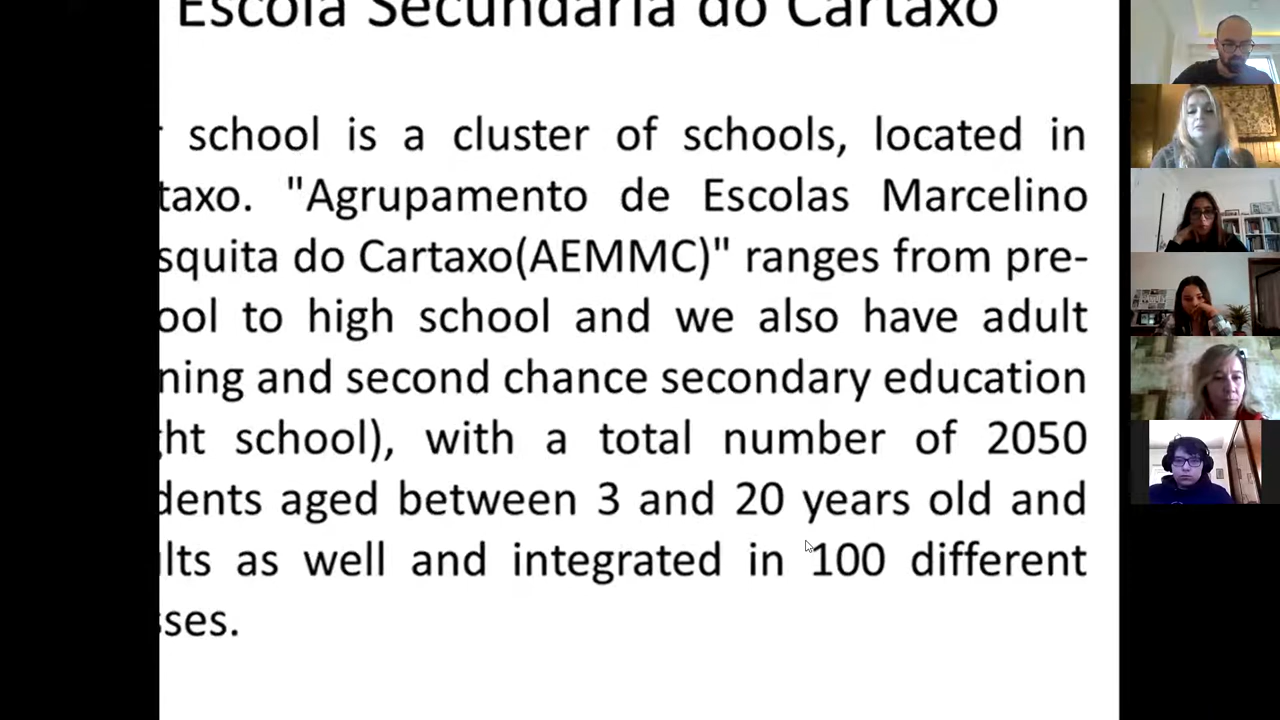 Escola Secundária do Cartaxo
school is a cluster of schools, located in
taxo. "Agrupamento de Escolas Marcelino
squita do Cartaxo(AEMMC)" ranges from pre-
ool to high school and we also have adult
ning and second chance secondary education
ht school), with a total number of 2050
dents aged between 3 and 20 years old and
lts as well and integrated in 100 different
sses.